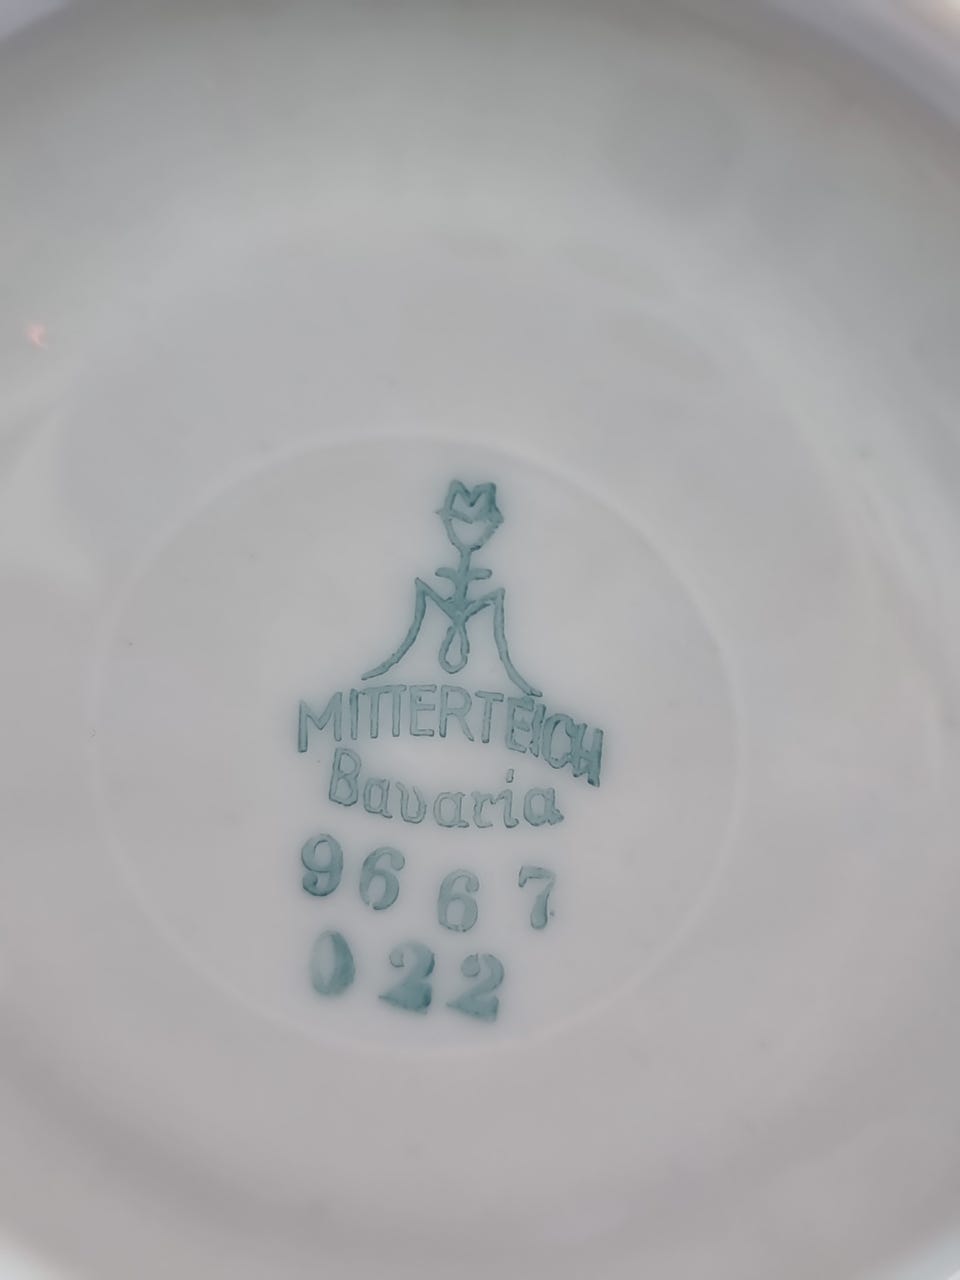 M
MITTERTEICH
Bavaria
9667
022